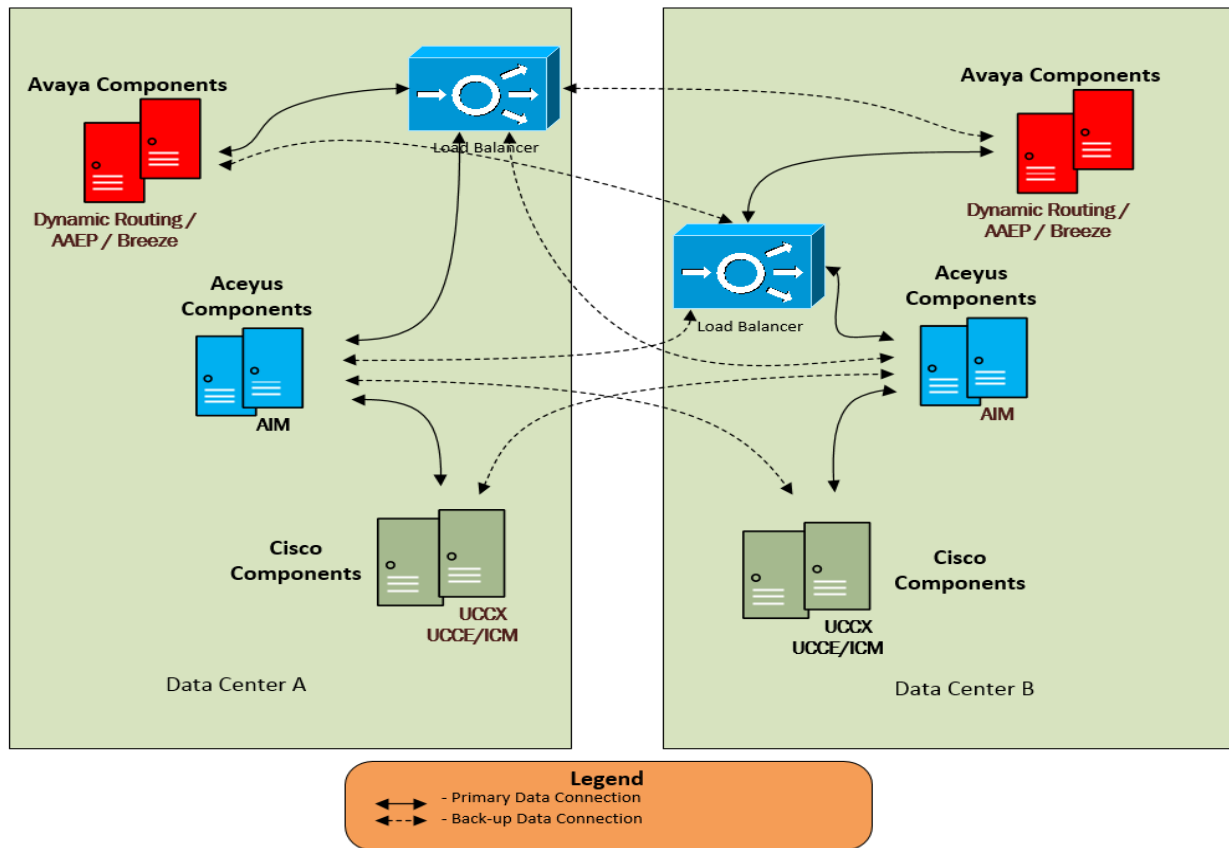 Avaya Components
Load Balancer
Dynamic Routing /
AAEP / Breeze
Aceyus
Components
AIM
Cisco
Components
UCCX
UCCE/ICM
Data Center A
Avaya Components
Dynamic Routing /
AAEP / Breeze
Load Balancer
Aceyus
Components
AIM
Cisco
Components
UCCX
UCCE/ICM
Data Center B
Legend
- Primary Data Connection
- Back-up Data Connection